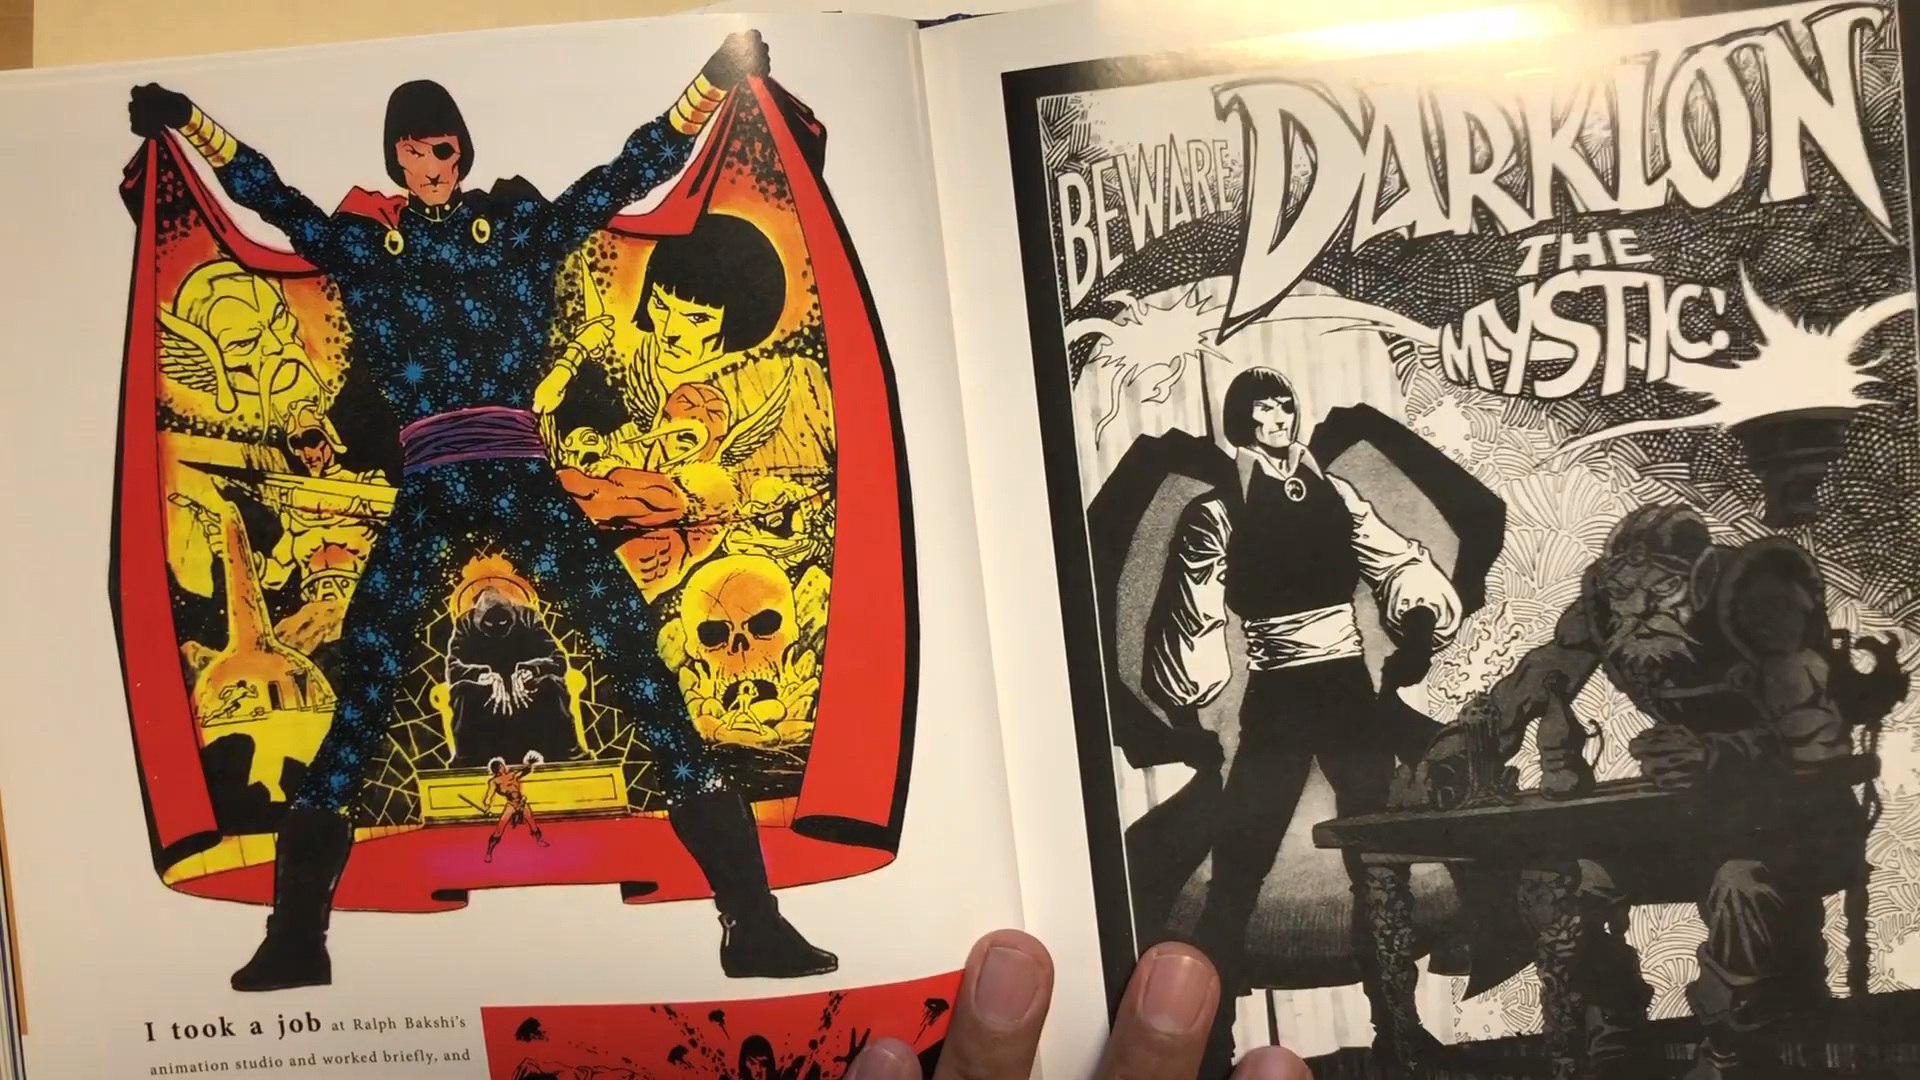 I took a job at Ralph Bakshi's
animation studio and worked briefly, and
BEWARE DARKLON
THE
MYSTIC!